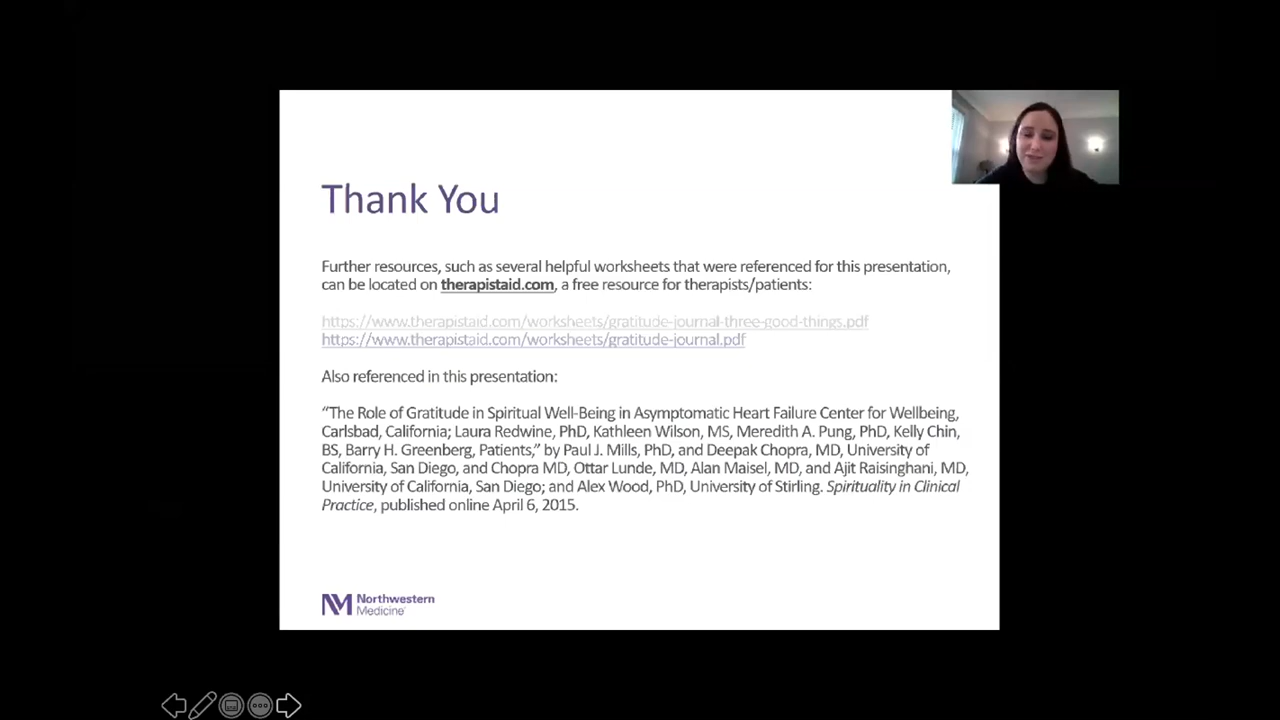 Thank You
Further resources, such as several helpful worksheets that were referenced for this presentation,
can be located on therapistaid.com, a free resource for therapists/patients:
https://www.therapistaid.com/worksheets/gratitude-journal-three-good-things.pdf
https://www.therapistaid.com/worksheets/gratitude-journal.pdf
Also referenced in this presentation:
“The Role of Gratitude in Spiritual Well-Being in Asymptomatic Heart Failure Center for Wellbeing,
Carlsbad, California; Laura Redwine, PhD, Kathleen Wilson, MS, Meredith A. Pung, PhD, Kelly Chin,
BS, Barry H. Greenberg, Patients,” by Paul J. Mills, PhD, and Deepak Chopra, MD, University of
California, San Diego, and Chopra MD, Ottar Lunde, MD, Alan Maisel, MD, and Ajit Raisinghani, MD,
University of California, San Diego; and Alex Wood, PhD, University of Stirling. Spirituality in Clinical
Practice, published online April 6, 2015.
NM Northwestern
Medicine